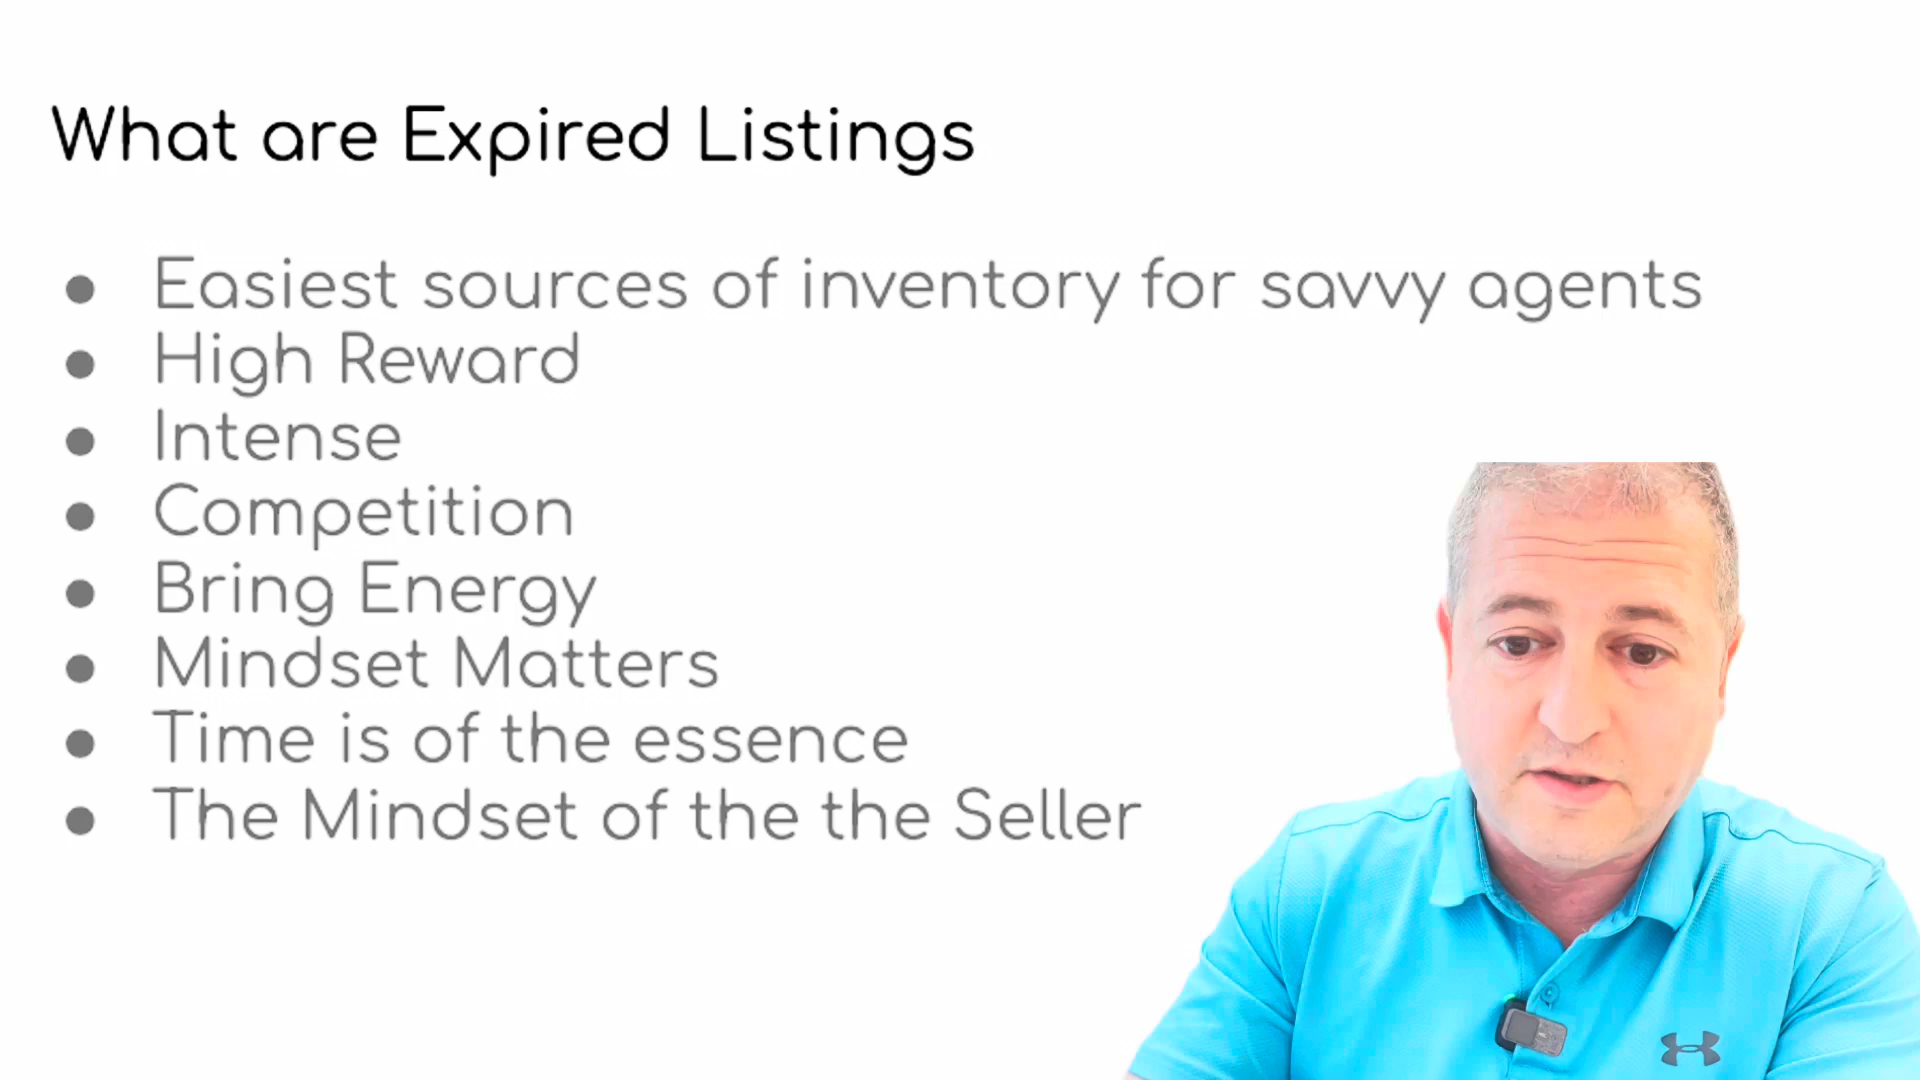 What are Expired Listings
● Easiest sources of inventory for savvy agents
● High Reward
● Intense
● Competition
● Bring Energy
● Mindset Matters
● Time is of the essence
● The Mindset of the the Seller